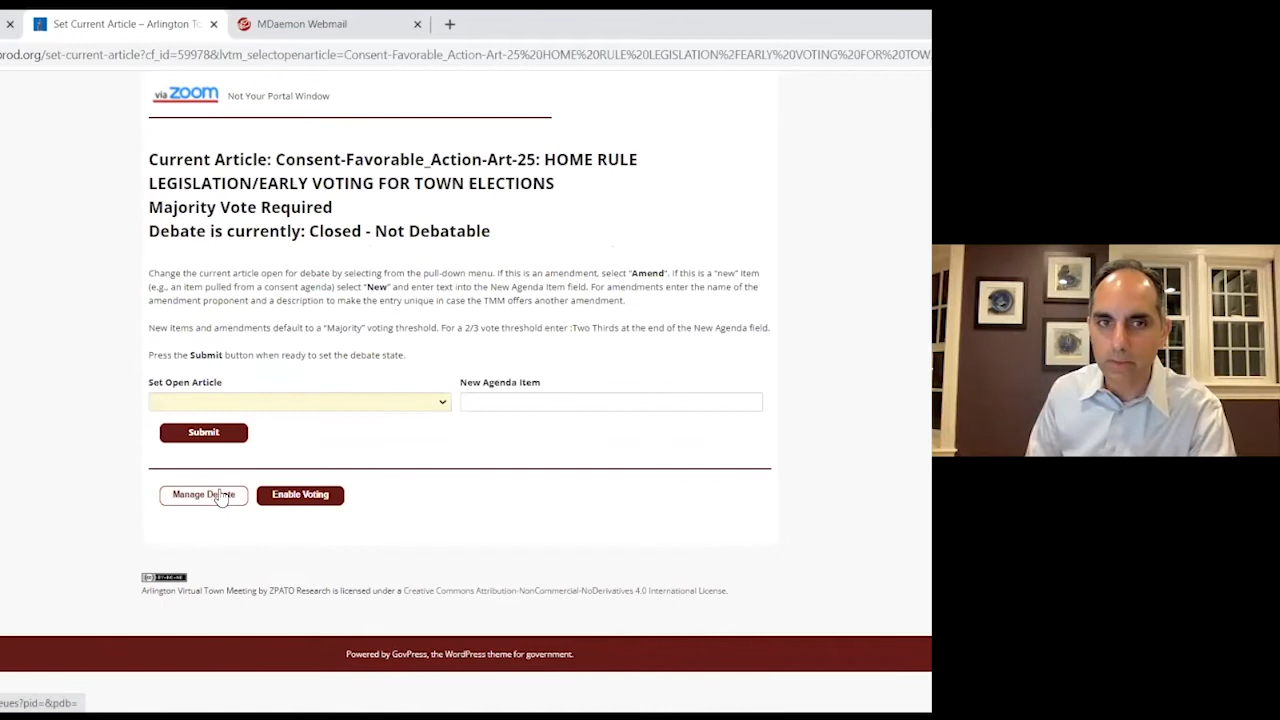 Set Current Article – Arlington To
MDaemon Webmail
rod.org/set-current-article?cf_id=59978&lvtm_selectopenarticle=Consent-Favorable_Action-Art-25%20HOME%20RULE%20LEGISLATION%2FEARLY%20VOTING%20FOR%20TOW
via zoom Not Your Portal Window
Current Article: Consent-Favorable_Action-Art-25: HOME RULE
LEGISLATION/EARLY VOTING FOR TOWN ELECTIONS
Majority Vote Required
Debate is currently: Closed - Not Debatable
Change the current article open for debate by selecting from the pull-down menu. If this is an amendment, select "Amend". If this is a "new" Item
(e.g., an item pulled from a consent agenda) select "New" and enter text into the New Agenda Item field. For amendments enter the name of the
amendment proponent and a description to make the entry unique in case the TMM offers another amendment.
New items and amendments default to a "Majority" voting threshold. For a 2/3 vote threshold enter :Two Thirds at the end of the New Agenda field.
Press the Submit button when ready to set the debate state.
Set Open Article New Agenda Item
Submit
Manage Debate Enable Voting
BY-NC-ND
Arlington Virtual Town Meeting by ZPATO Research is licensed under a Creative Commons Attribution-NonCommercial-NoDerivatives 4.0 International License.
Powered by GovPress, the WordPress theme for government.
eues?pid=&pdb=